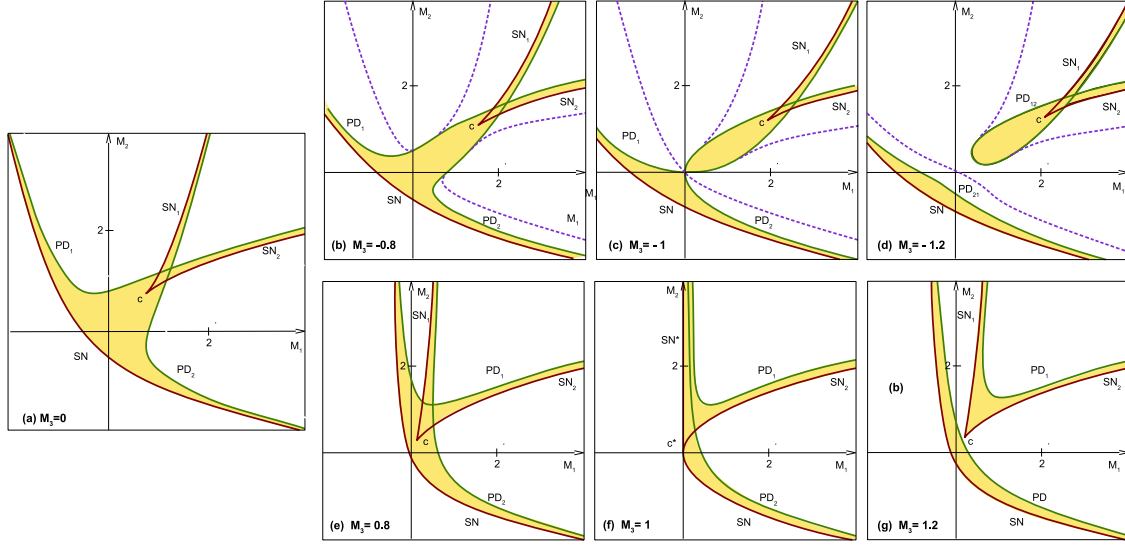 M2
2
PD1
SN1
SN2
c
2
M1
SN
PD2
(a) M3=0
M2
SN1
2
PD1
SN2
c
2
M1
M1
PD2
SN
(b) M3= -0.8
M2
SN1
2
SN2
c
PD1
2
M1
SN
PD2
(c) M3= - 1
M2
SN1
2
PD12
SN2
c
2
M1
PD21
SN
(d) M3= - 1.2
M2
SN1
2
PD1
SN2
c
2
M1
PD2
SN
(e) M3= 0.8
M2
SN*
2
PD1
SN2
c*
2
M1
PD2
SN
(f) M3= 1
M2
SN1
2
PD1
(b)
SN2
c
2
M1
PD
SN
(g) M3= 1.2